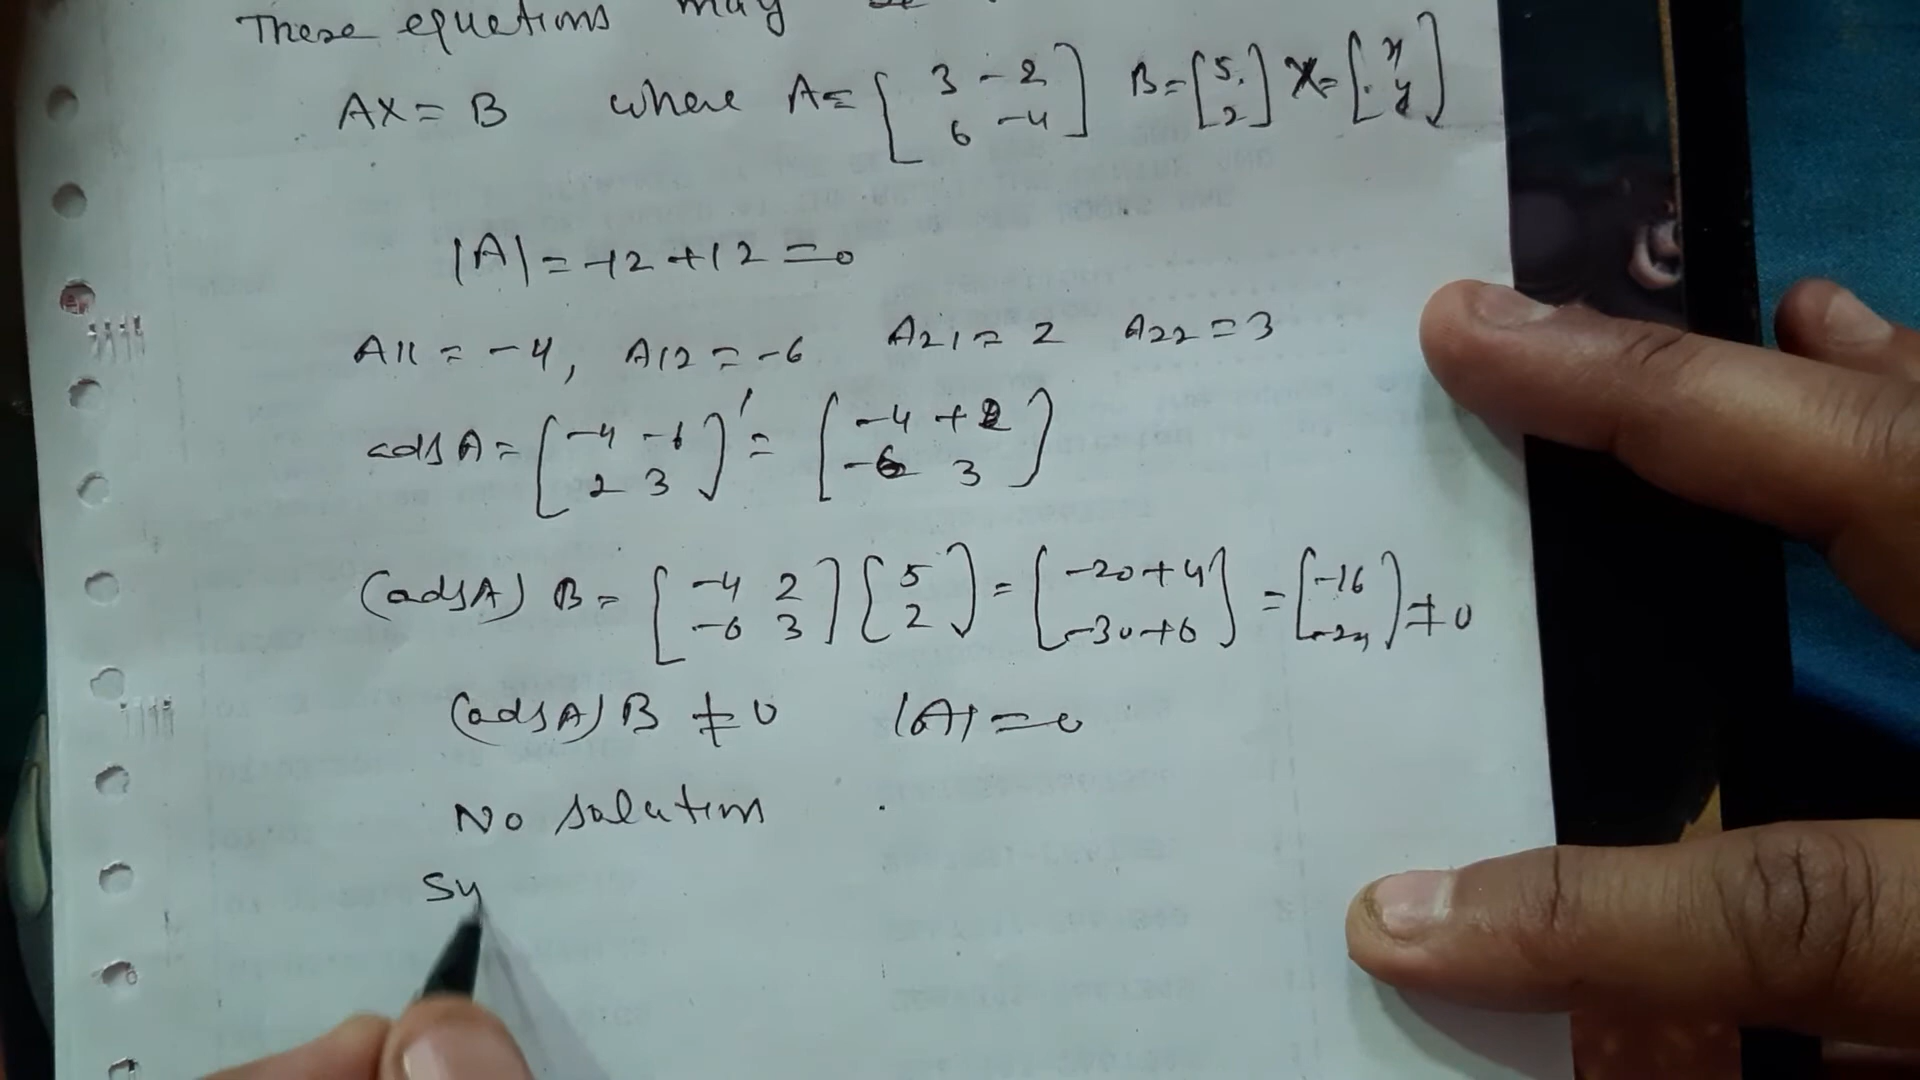 These equations may be
AX = B where A = [ 3 -2 6 -4 ] B = [ 5. 2 ] X = [ x y ]
|A| = -12 + 12 = 0
A11 = -4, A12 = -6 A21 = 2 A22 = 3
adj A = [ -4 -6 2 3 ]' = [ -4 +2 -6 3 ]
(adj A) B = [ -4 2 -6 3 ] [ 5 2 ] = [ -20+4 -30+6 ] = [ -16 -24 ] ≠ 0
(adj A) B ≠ 0 |A| = 0
No solution
Sy